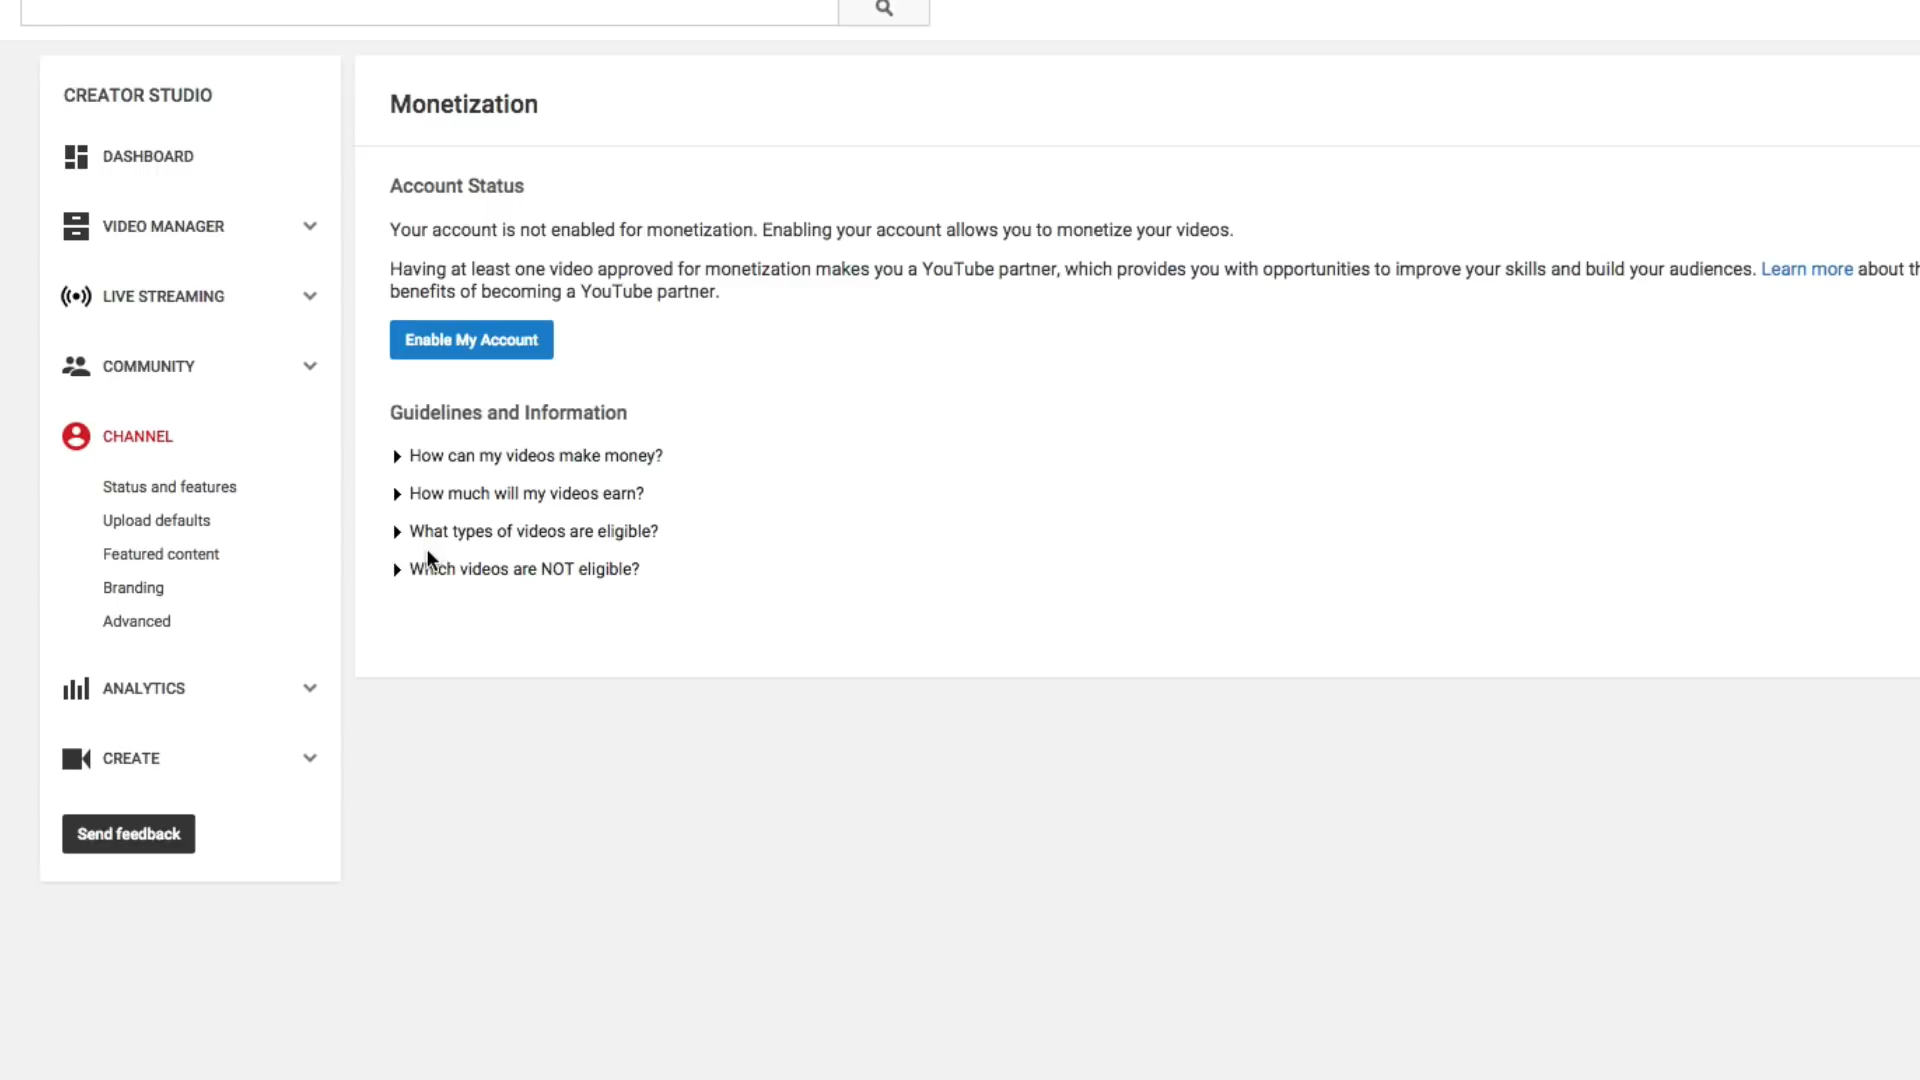 CREATOR STUDIO
DASHBOARD
VIDEO MANAGER
LIVE STREAMING
COMMUNITY
CHANNEL
Status and features
Upload defaults
Featured content
Branding
Advanced
ANALYTICS
CREATE
Send feedback
Monetization
Account Status
Your account is not enabled for monetization. Enabling your account allows you to monetize your videos.
Having at least one video approved for monetization makes you a YouTube partner, which provides you with opportunities to improve your skills and build your audiences. Learn more about
benefits of becoming a YouTube partner.
Enable My Account
Guidelines and Information
How can my videos make money?
How much will my videos earn?
What types of videos are eligible?
Which videos are NOT eligible?